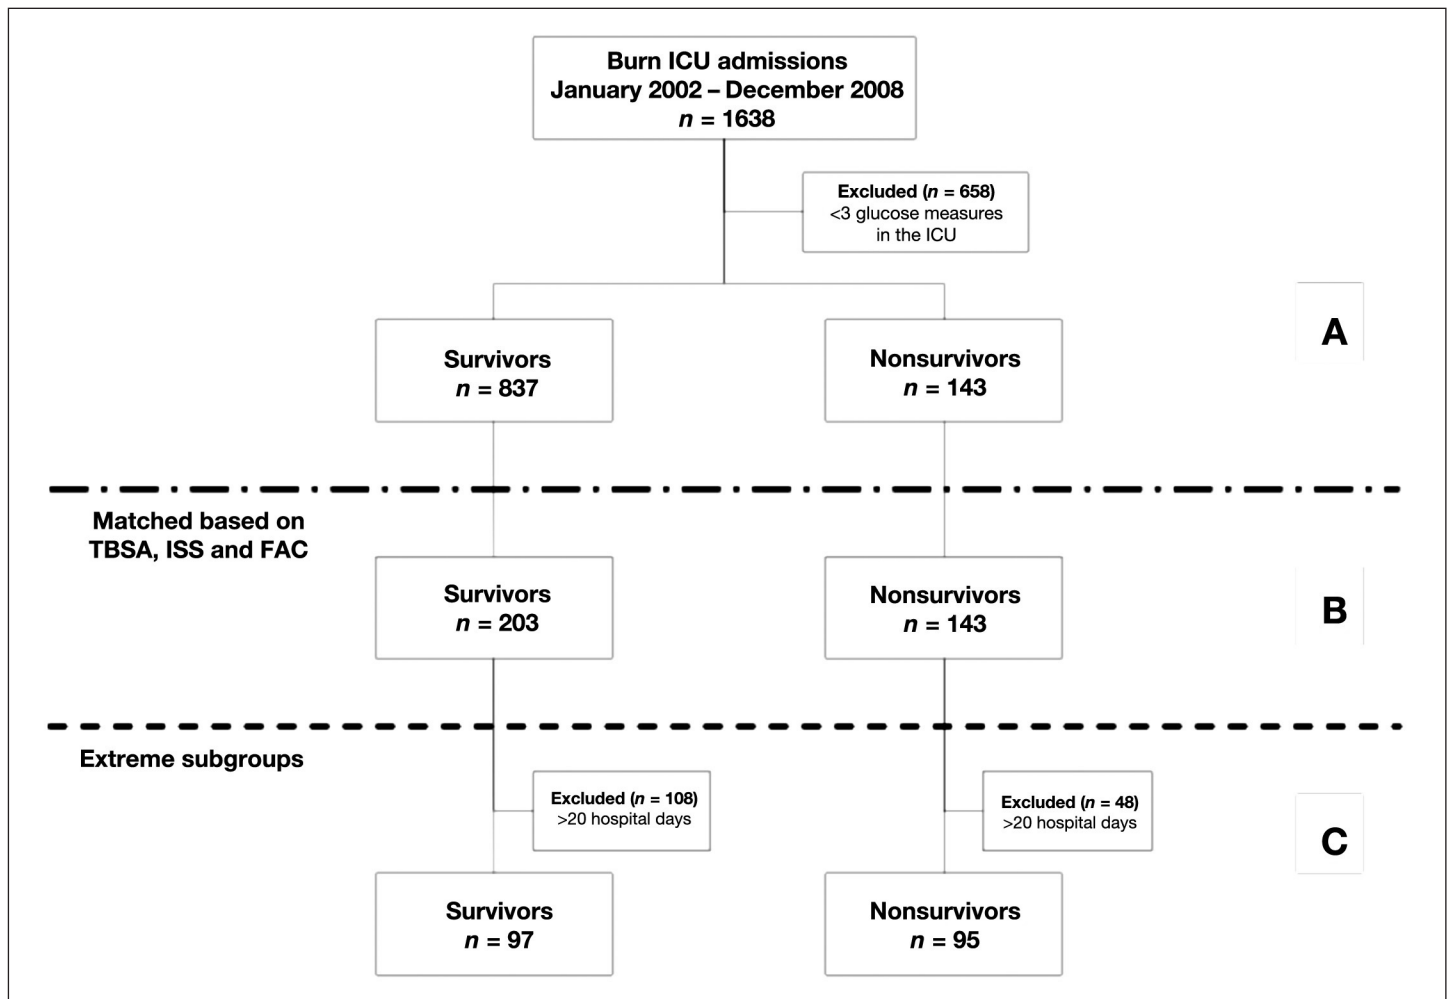 Burn ICU admissions
January 2002 – December 2008
n = 1638
Excluded (n = 658)
<3 glucose measures
in the ICU
Survivors
n = 837
Nonsurvivors
n = 143
A
Matched based on
TBSA, ISS and FAC
Survivors
n = 203
Nonsurvivors
n = 143
B
Extreme subgroups
Excluded (n = 108)
>20 hospital days
Excluded (n = 48)
>20 hospital days
C
Survivors
n = 97
Nonsurvivors
n = 95